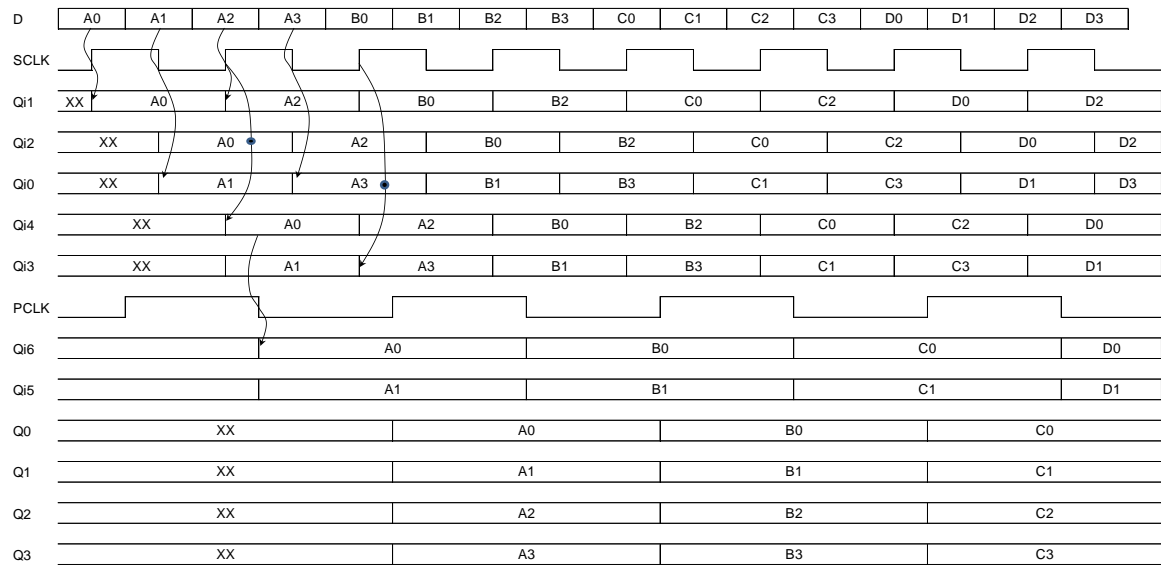 D A0 A1 A2 A3 B0 B1 B2 B3 C0 C1 C2 C3 D0 D1 D2 D3
SCLK
Qi1 XX A0 A2 B0 B2 C0 C2 D0 D2
Qi2 XX A0 A2 B0 B2 C0 C2 D0 D2
Qi0 XX A1 A3 B1 B3 C1 C3 D1 D3
Qi4 XX A0 A2 B0 B2 C0 C2 D0
Qi3 XX A1 A3 B1 B3 C1 C3 D1
PCLK
Qi6 A0 B0 C0 D0
Qi5 A1 B1 C1 D1
Q0 XX A0 B0 C0
Q1 XX A1 B1 C1
Q2 XX A2 B2 C2
Q3 XX A3 B3 C3